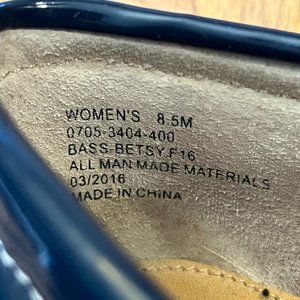 WOMEN'S 8.5M
0705-3404-400
BASS-BETSY-F16
ALL MAN MADE MATERIALS
03/2016
MADE IN CHINA